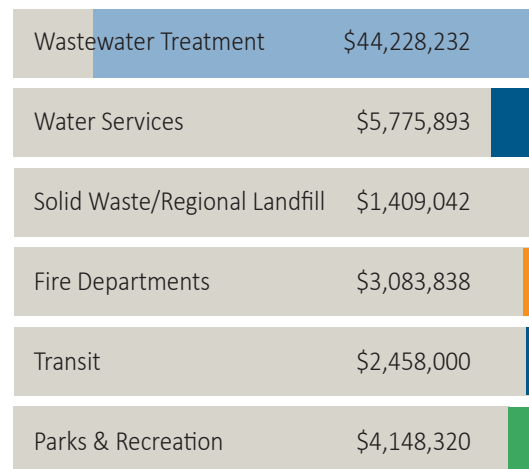 Wastewater Treatment $44,228,232
Water Services $5,775,893
Solid Waste/Regional Landfill $1,409,042
Fire Departments $3,083,838
Transit $2,458,000
Parks & Recreation $4,148,320